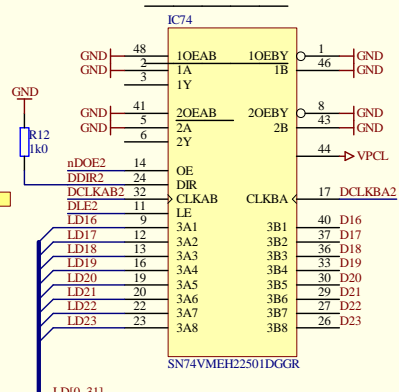 IC74
GND 48 1OEAB 1OEBY 1 GND
GND 2 1A 1B 46 GND
3 1Y
GND
GND 41 2OEAB 2OEBY 8 GND
GND 5 2A 2B 43 GND
6 2Y
R12
1k0
44 VPCL
nDOE2 14 OE
DDIR2 24 DIR
DCLKAB2 32 CLKAB CLKBA 17 DCLKBA2
DLE2 11 LE
LD16 9 3A1 3B1 40 D16
LD17 12 3A2 3B2 37 D17
LD18 13 3A3 3B3 36 D18
LD19 16 3A4 3B4 33 D19
LD20 19 3A5 3B5 30 D20
LD21 20 3A6 3B6 29 D21
LD22 22 3A7 3B7 27 D22
LD23 23 3A8 3B8 26 D23
SN74VMEH22501DGGR
LD[0..31]